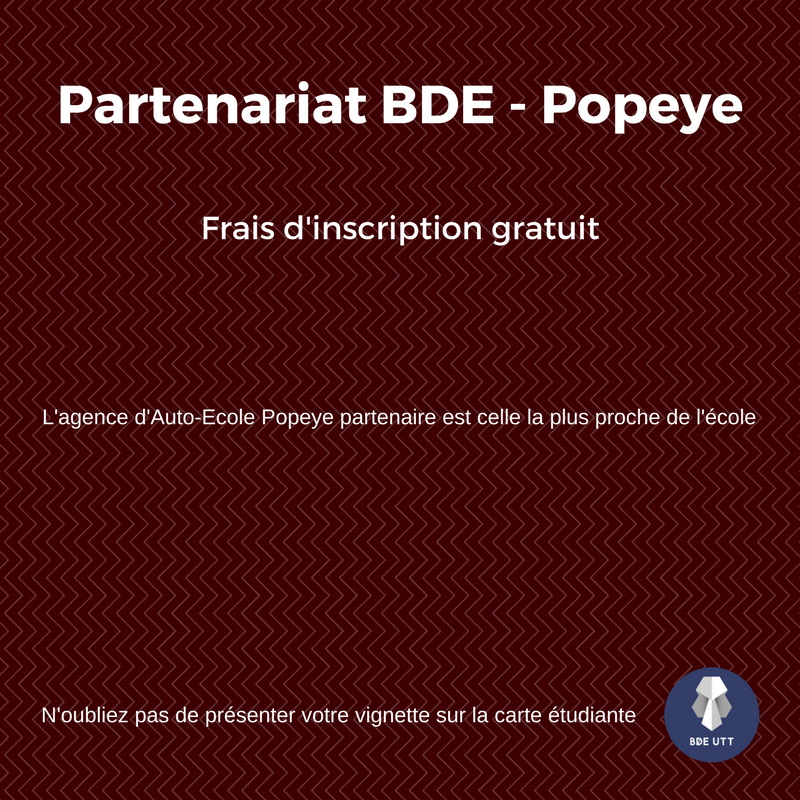 Partenariat BDE - Popeye
Frais d'inscription gratuit
L'agence d'Auto-Ecole Popeye partenaire est celle la plus proche de l'école
N'oubliez pas de présenter votre vignette sur la carte étudiante
BDE UTT